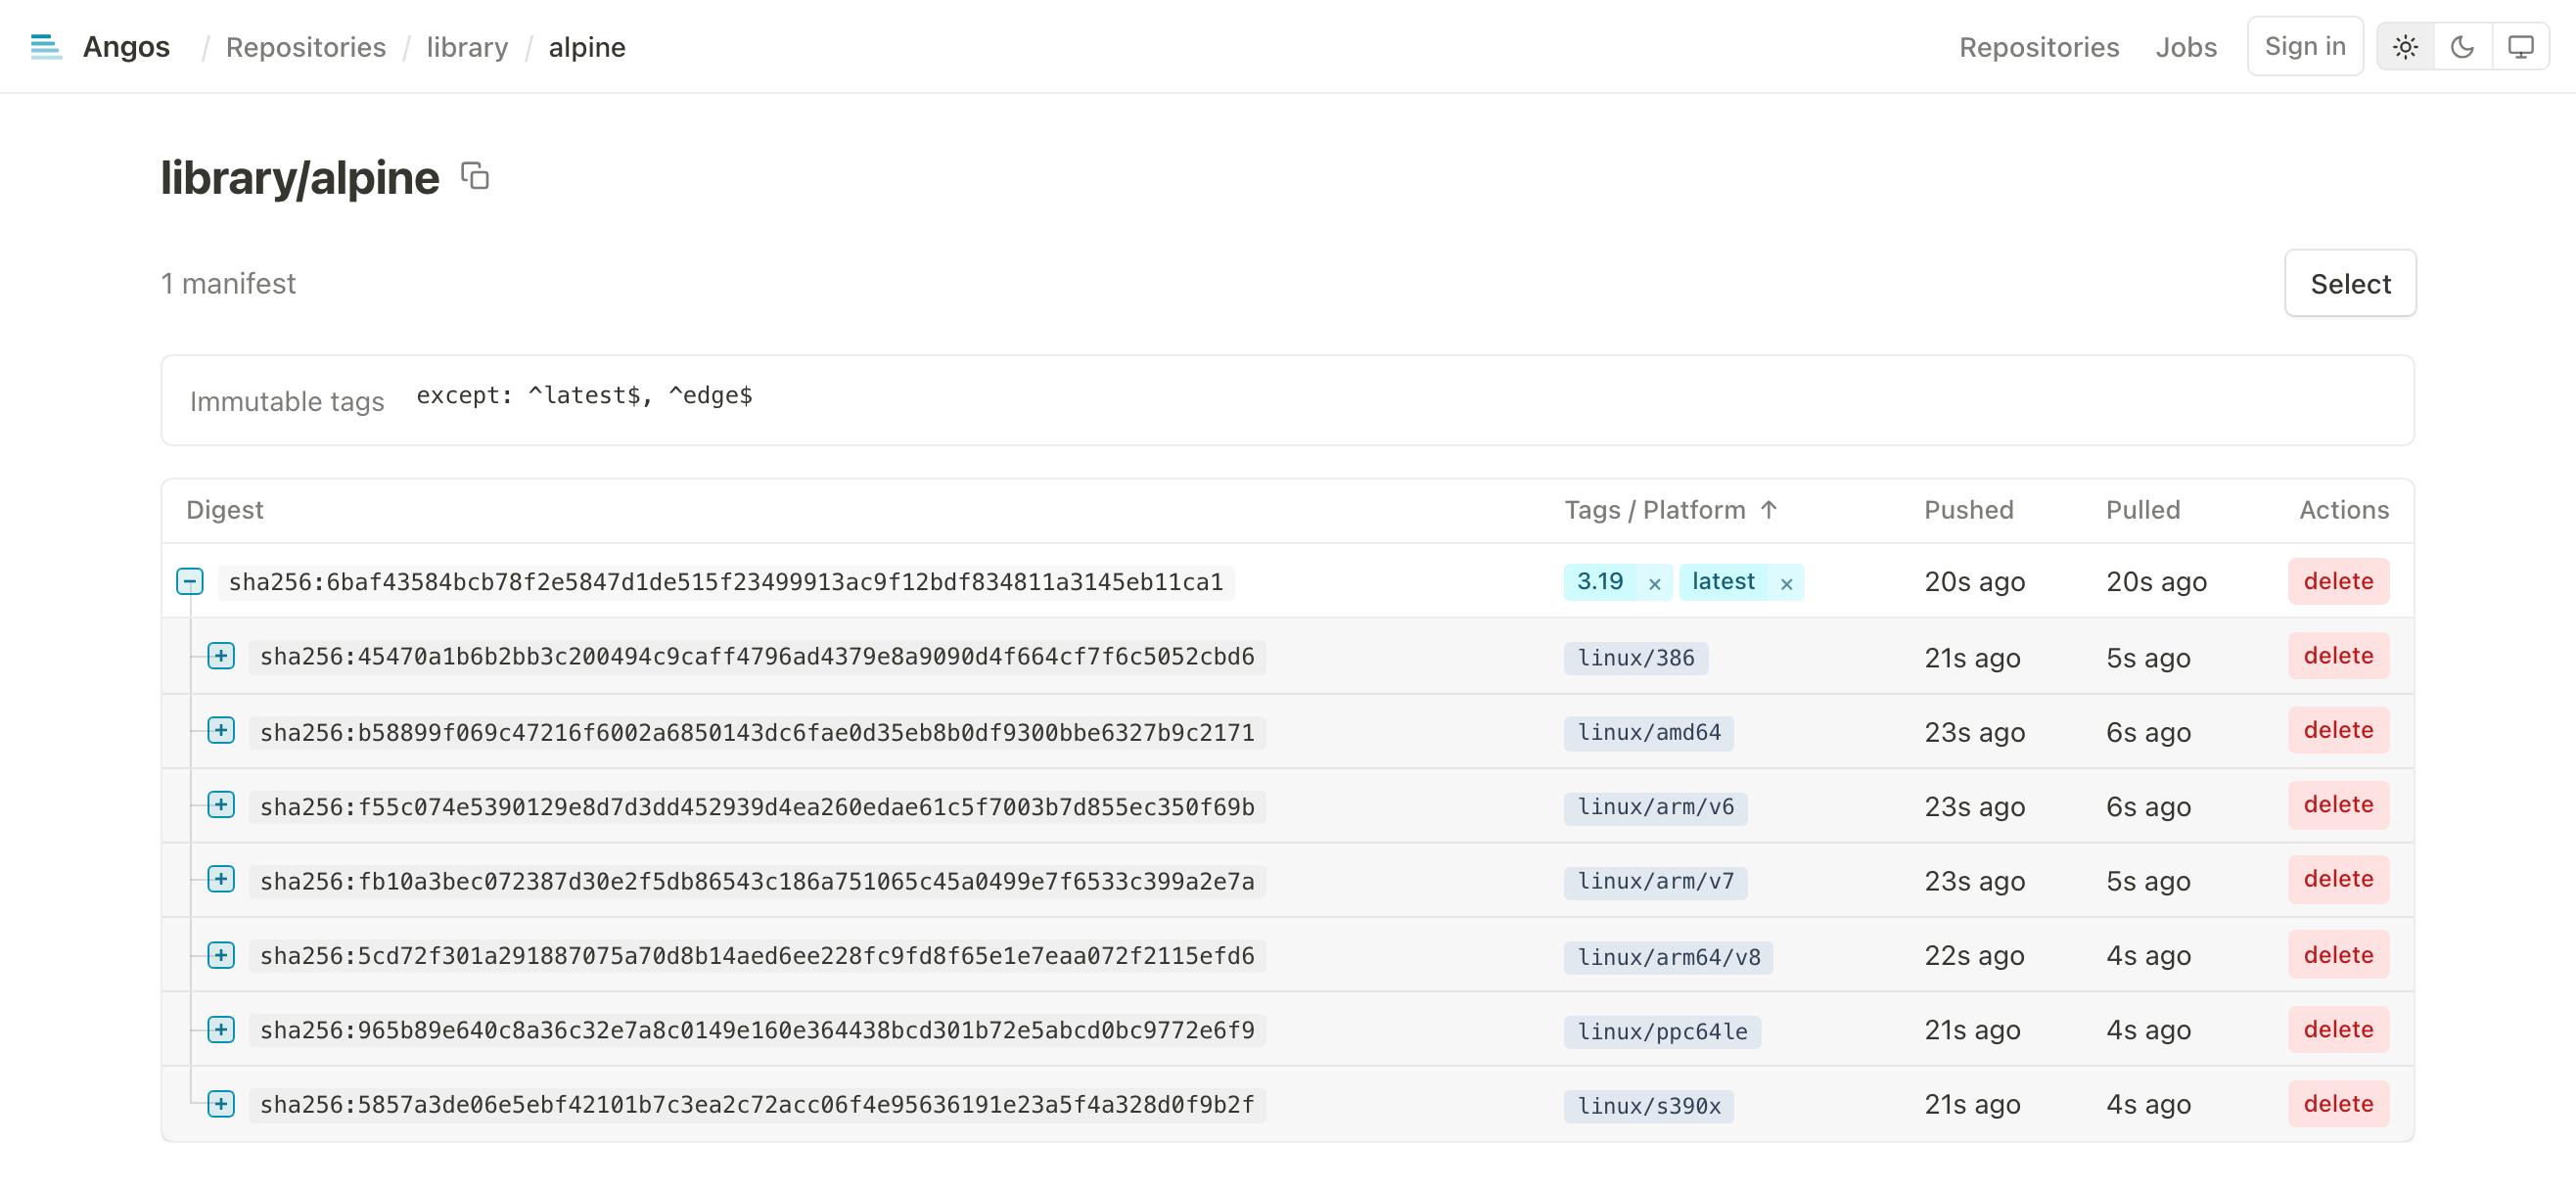 Angos / Repositories / library / alpine Repositories Jobs Sign in
library/alpine
1 manifest Select
Immutable tags except: ^latest$, ^edge$
Digest Tags / Platform ↑ Pushed Pulled Actions
sha256:6baf43584bcb78f2e5847d1de515f23499913ac9f12bdf834811a3145eb11ca1 3.19 × latest × 20s ago 20s ago delete
sha256:45470a1b6b2bb3c200494c9caff4796ad4379e8a9090d4f664cf7f6c5052cbd6 linux/386 21s ago 5s ago delete
sha256:b58899f069c47216f6002a6850143dc6fae0d35eb8b0df9300bbe6327b9c2171 linux/amd64 23s ago 6s ago delete
sha256:f55c074e5390129e8d7d3dd452939d4ea260edae61c5f7003b7d855ec350f69b linux/arm/v6 23s ago 6s ago delete
sha256:fb10a3bec072387d30e2f5db86543c186a751065c45a0499e7f6533c399a2e7a linux/arm/v7 23s ago 5s ago delete
sha256:5cd72f301a291887075a70d8b14aed6ee228fc9fd8f65e1e7eaa072f2115efd6 linux/arm64/v8 22s ago 4s ago delete
sha256:965b89e640c8a36c32e7a8c0149e160e364438bcd301b72e5abcd0bc9772e6f9 linux/ppc64le 21s ago 4s ago delete
sha256:5857a3de06e5ebf42101b7c3ea2c72acc06f4e95636191e23a5f4a328d0f9b2f linux/s390x 21s ago 4s ago delete